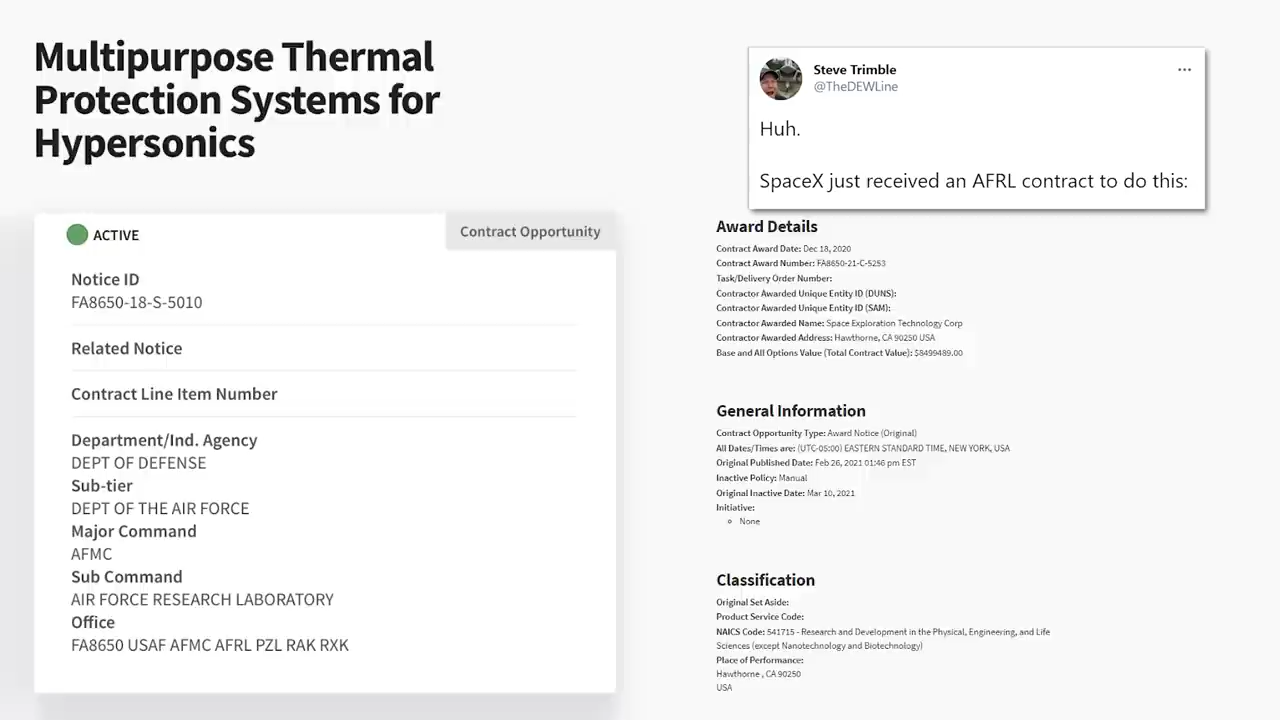 Multipurpose Thermal
Protection Systems for
Hypersonics
ACTIVE
Contract Opportunity
Notice ID
FA8650-18-S-5010
Related Notice
Contract Line Item Number
Department/Ind. Agency
DEPT OF DEFENSE
Sub-tier
DEPT OF THE AIR FORCE
Major Command
AFMC
Sub Command
AIR FORCE RESEARCH LABORATORY
Office
FA8650 USAF AFMC AFRL PZL RAK RXK
Steve Trimble
@TheDEWLine
Huh.
SpaceX just received an AFRL contract to do this:
Award Details
Contract Award Date: Dec 18, 2020
Contract Award Number: FA8650-21-C-5253
Task/Delivery Order Number:
Contractor Awarded Unique Entity ID (DUNS):
Contractor Awarded Unique Entity ID (SAM):
Contractor Awarded Name: Space Exploration Technology Corp
Contractor Awarded Address: Hawthorne, CA 90250 USA
Base and All Options Value (Total Contract Value): $8499489.00
General Information
Contract Opportunity Type: Award Notice (Original)
All Dates/Times are: (UTC-05:00) EASTERN STANDARD TIME, NEW YORK, USA
Original Published Date: Feb 26, 2021 01:46 pm EST
Inactive Policy: Manual
Original Inactive Date: Mar 10, 2021
Initiative:
None
Classification
Original Set Aside:
Product Service Code:
NAICS Code: 541715 - Research and Development in the Physical, Engineering, and Life
Sciences (except Nanotechnology and Biotechnology)
Place of Performance:
Hawthorne , CA 90250
USA